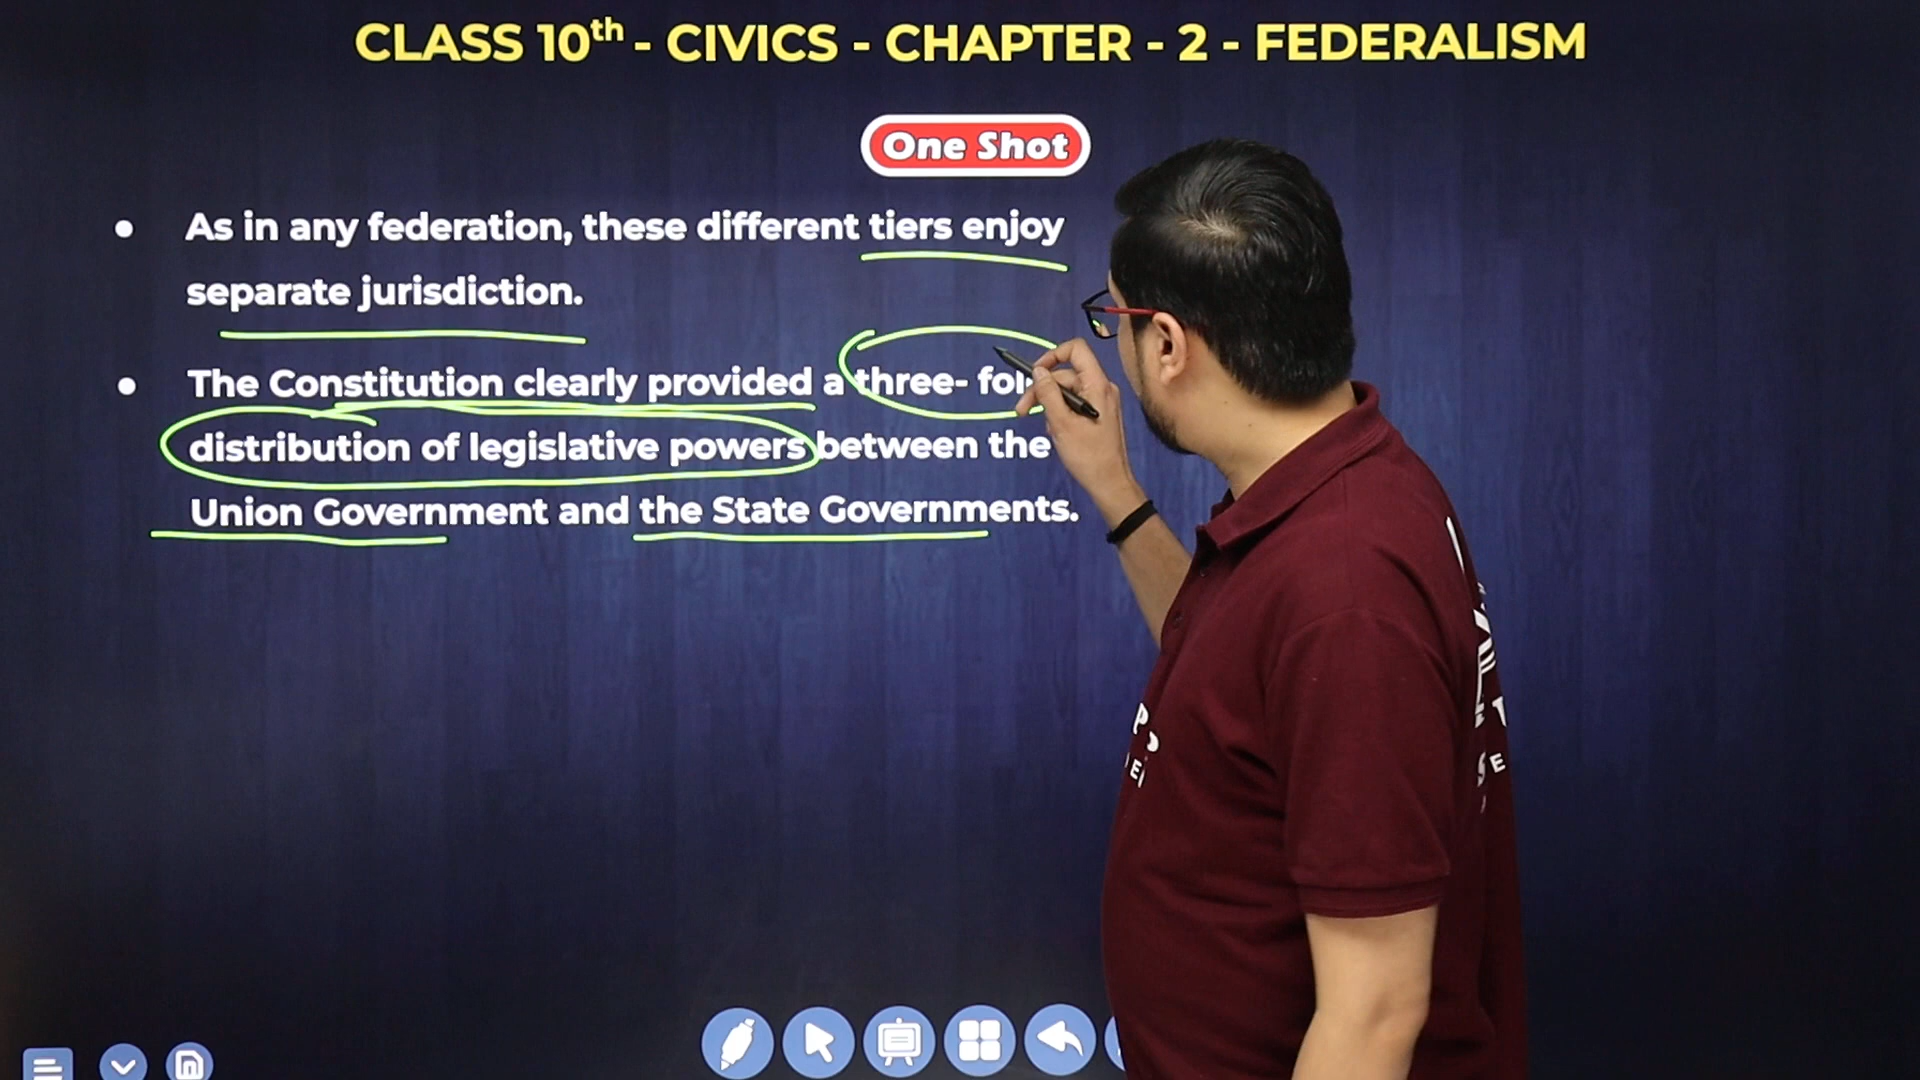 CLASS 10th - CIVICS - CHAPTER - 2 - FEDERALISM
One Shot
● As in any federation, these different tiers enjoy
separate jurisdiction.
● The Constitution clearly provided a three-
distribution of legislative powers between the
Union Government and the State Governments.